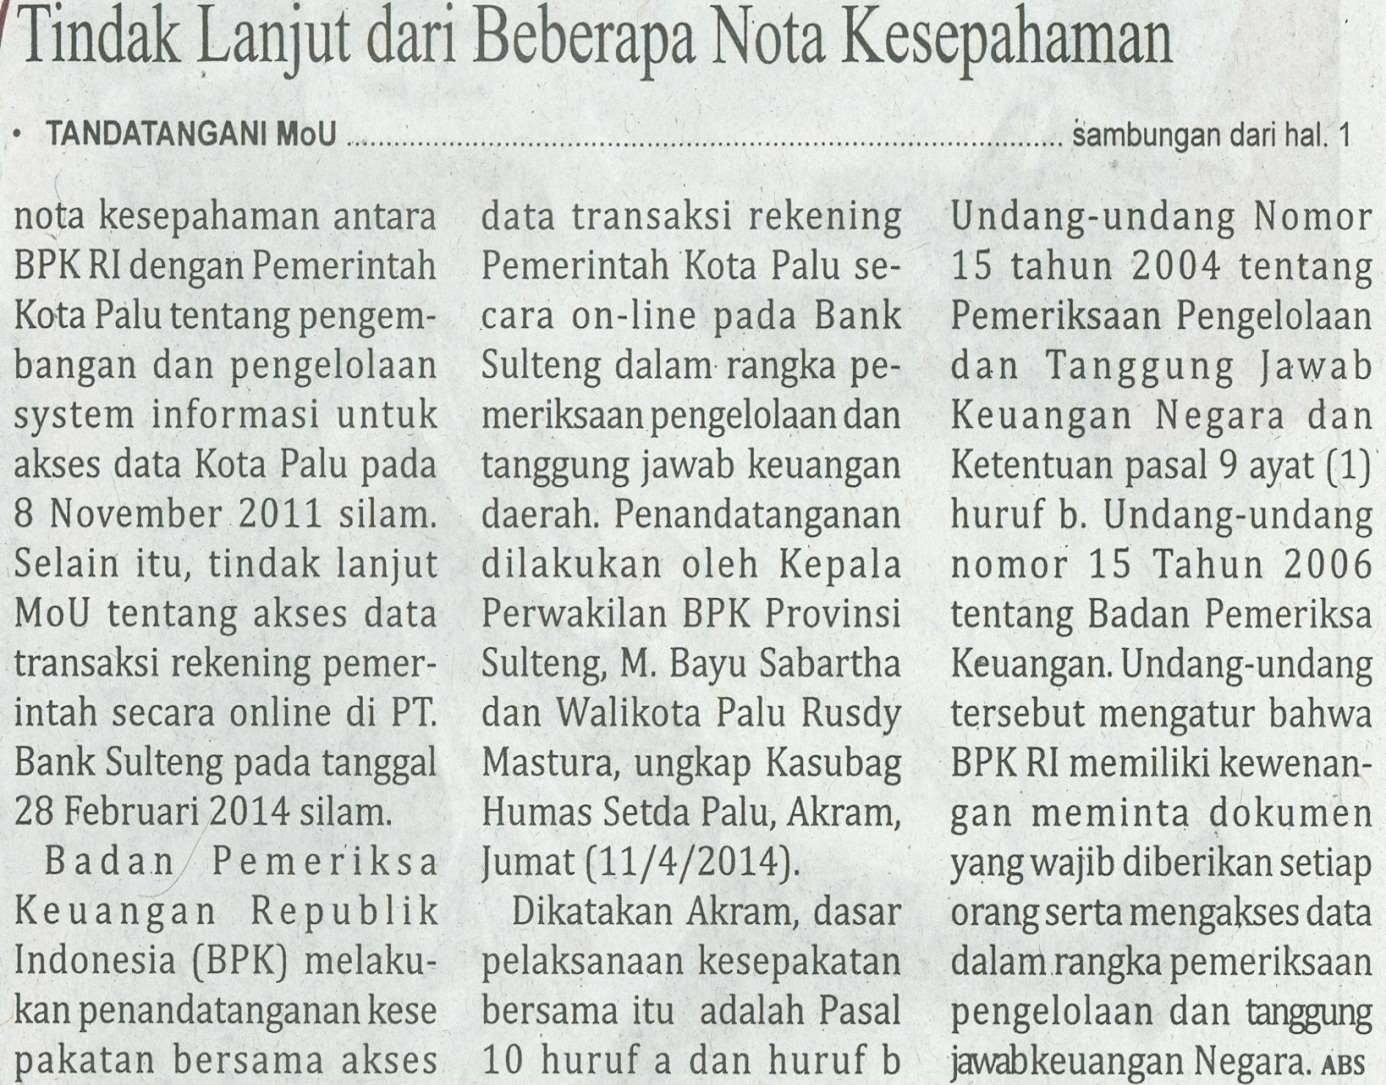 Tindak Lanjut dari Beberapa Nota Kesepahaman
• TANDATANGANI MoU ........................................................................................... sambungan dari hal. 1
nota kesepahaman antara
BPK RI dengan Pemerintah
Kota Palu tentang pengem-
bangan dan pengelolaan
system informasi untuk
akses data Kota Palu pada
8 November 2011 silam.
Selain itu, tindak lanjut
MoU tentang akses data
transaksi rekening pemer-
intah secara online di PT.
Bank Sulteng pada tanggal
28 Februari 2014 silam.
Badan Pemeriksa
Keuangan Republik
Indonesia (BPK) melaku-
kan penandatanganan kese
pakatan bersama akses
data transaksi rekening
Pemerintah Kota Palu se-
cara on-line pada Bank
Sulteng dalam rangka pe-
meriksaan pengelolaan dan
tanggung jawab keuangan
daerah. Penandatanganan
dilakukan oleh Kepala
Perwakilan BPK Provinsi
Sulteng, M. Bayu Sabartha
dan Walikota Palu Rusdy
Mastura, ungkap Kasubag
Humas Setda Palu, Akram,
Jumat (11/4/2014).
Dikatakan Akram, dasar
pelaksanaan kesepakatan
bersama itu adalah Pasal
10 huruf a dan huruf b
Undang-undang Nomor
15 tahun 2004 tentang
Pemeriksaan Pengelolaan
dan Tanggung Jawab
Keuangan Negara dan
Ketentuan pasal 9 ayat (1)
huruf b. Undang-undang
nomor 15 Tahun 2006
tentang Badan Pemeriksa
Keuangan. Undang-undang
tersebut mengatur bahwa
BPK RI memiliki kewenan-
gan meminta dokumen
yang wajib diberikan setiap
orang serta mengakses data
dalam rangka pemeriksaan
pengelolaan dan tanggung
jawabkeuangan Negara. ABS